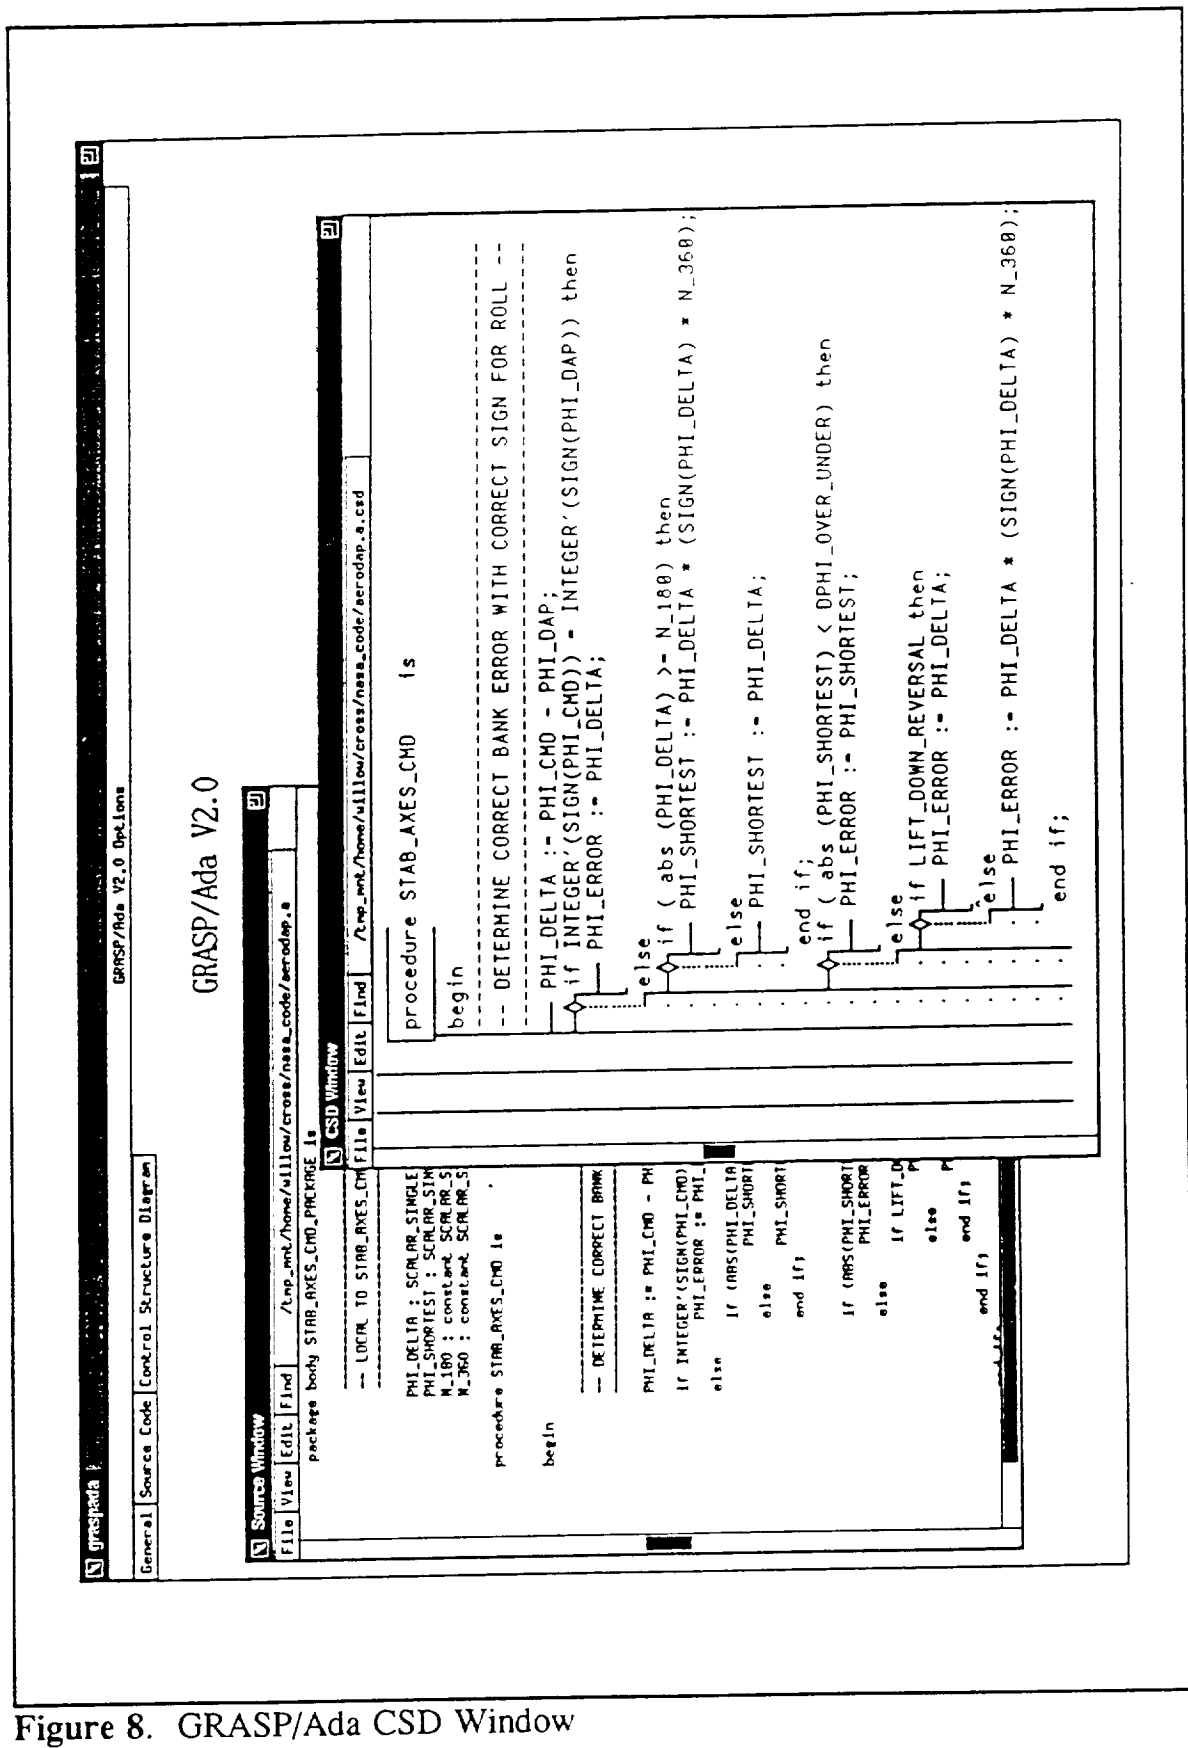 graspada
GRASP/Ada V2.0 Options
General Source Code Control Structure Diagram
GRASP/Ada V2.0
Source Window
File View Edit Find /tmp_mnt/home/willow/cross/nasa_code/aerodap.a
package body STAB_AXES_CMD_PACKAGE is
-- LOCAL TO STAB_AXES_CM
PHI_DELTA : SCALAR_SINGLE
PHI_SHORTEST : SCALAR_SIN
N_180 : constant SCALAR_S
N_360 : constant SCALAR_S
procedure STAB_AXES_CMD is
begin
-- DETERMINE CORRECT BANK
PHI_DELTA := PHI_CMD - PH
if INTEGER'(SIGN(PHI_CMD)
PHI_ERROR := PHI_
else
if (ABS(PHI_DELTA
PHI_SHORT
else
PHI_SHORT
end if;
if (ABS(PHI_SHORT
PHI_ERROR
else
if LIFT_DO
P
else
P
end if;
end if;
end if;
CSD Window
File View Edit Find /tmp_mnt/home/willow/cross/nasa_code/aerodap.a.csd
procedure STAB_AXES_CMD is
begin
---------------------------------------------------
-- DETERMINE CORRECT BANK ERROR WITH CORRECT SIGN FOR ROLL --
---------------------------------------------------
PHI_DELTA := PHI_CMD - PHI_DAP;
if INTEGER'(SIGN(PHI_CMD)) = INTEGER'(SIGN(PHI_DAP)) then
PHI_ERROR := PHI_DELTA;
else
if ( abs (PHI_DELTA) >= N_180) then
PHI_SHORTEST := PHI_DELTA * (SIGN(PHI_DELTA) * N_360);
else
PHI_SHORTEST := PHI_DELTA;
end if;
if ( abs (PHI_SHORTEST) < DPHI_OVER_UNDER) then
PHI_ERROR := PHI_SHORTEST;
else
if LIFT_DOWN_REVERSAL then
PHI_ERROR := PHI_DELTA;
else
PHI_ERROR := PHI_DELTA * (SIGN(PHI_DELTA) * N_360);
end if;
Figure 8. GRASP/Ada CSD Window